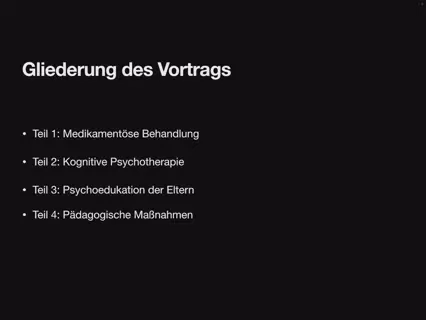 Gliederung des Vortrags
• Teil 1: Medikamentöse Behandlung
• Teil 2: Kognitive Psychotherapie
• Teil 3: Psychoedukation der Eltern
• Teil 4: Pädagogische Maßnahmen